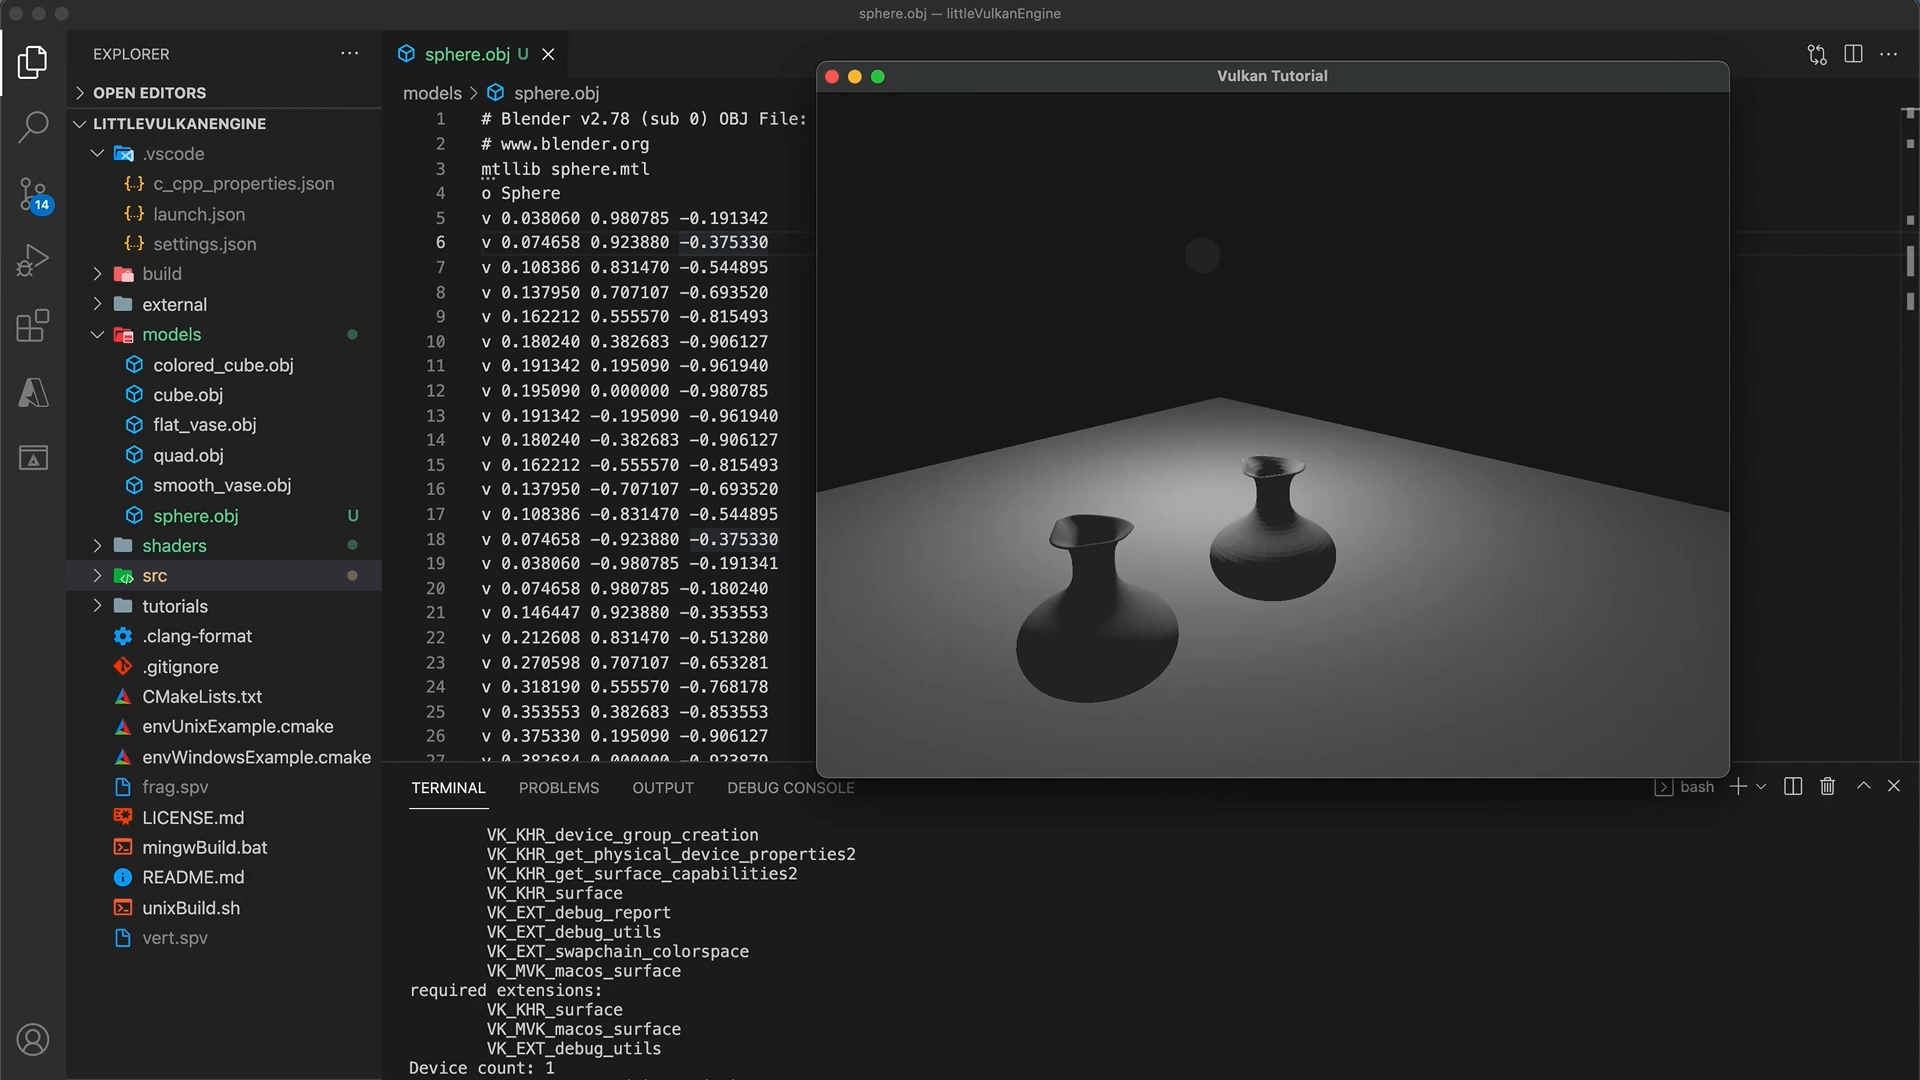 sphere.obj — littleVulkanEngine
EXPLORER
OPEN EDITORS
LITTLEVULKANENGINE
.vscode
c_cpp_properties.json
launch.json
settings.json
build
external
models
colored_cube.obj
cube.obj
flat_vase.obj
quad.obj
smooth_vase.obj
sphere.obj U
shaders
src
tutorials
.clang-format
.gitignore
CMakeLists.txt
envUnixExample.cmake
envWindowsExample.cmake
frag.spv
LICENSE.md
mingwBuild.bat
README.md
unixBuild.sh
vert.spv
14
sphere.obj U
models > sphere.obj
1 # Blender v2.78 (sub 0) OBJ File:
2 # www.blender.org
3 mtllib sphere.mtl
4 o Sphere
5 v 0.038060 0.980785 -0.191342
6 v 0.074658 0.923880 -0.375330
7 v 0.108386 0.831470 -0.544895
8 v 0.137950 0.707107 -0.693520
9 v 0.162212 0.555570 -0.815493
10 v 0.180240 0.382683 -0.906127
11 v 0.191342 0.195090 -0.961940
12 v 0.195090 0.000000 -0.980785
13 v 0.191342 -0.195090 -0.961940
14 v 0.180240 -0.382683 -0.906127
15 v 0.162212 -0.555570 -0.815493
16 v 0.137950 -0.707107 -0.693520
17 v 0.108386 -0.831470 -0.544895
18 v 0.074658 -0.923880 -0.375330
19 v 0.038060 -0.980785 -0.191341
20 v 0.074658 0.980785 -0.180240
21 v 0.146447 0.923880 -0.353553
22 v 0.212608 0.831470 -0.513280
23 v 0.270598 0.707107 -0.653281
24 v 0.318190 0.555570 -0.768178
25 v 0.353553 0.382683 -0.853553
26 v 0.375330 0.195090 -0.906127
27 v 0.382684 0.000000 -0.923879
Vulkan Tutorial
TERMINAL PROBLEMS OUTPUT DEBUG CONSOLE
bash
VK_KHR_device_group_creation
VK_KHR_get_physical_device_properties2
VK_KHR_get_surface_capabilities2
VK_KHR_surface
VK_EXT_debug_report
VK_EXT_debug_utils
VK_EXT_swapchain_colorspace
VK_MVK_macos_surface
required extensions:
VK_KHR_surface
VK_MVK_macos_surface
VK_EXT_debug_utils
Device count: 1